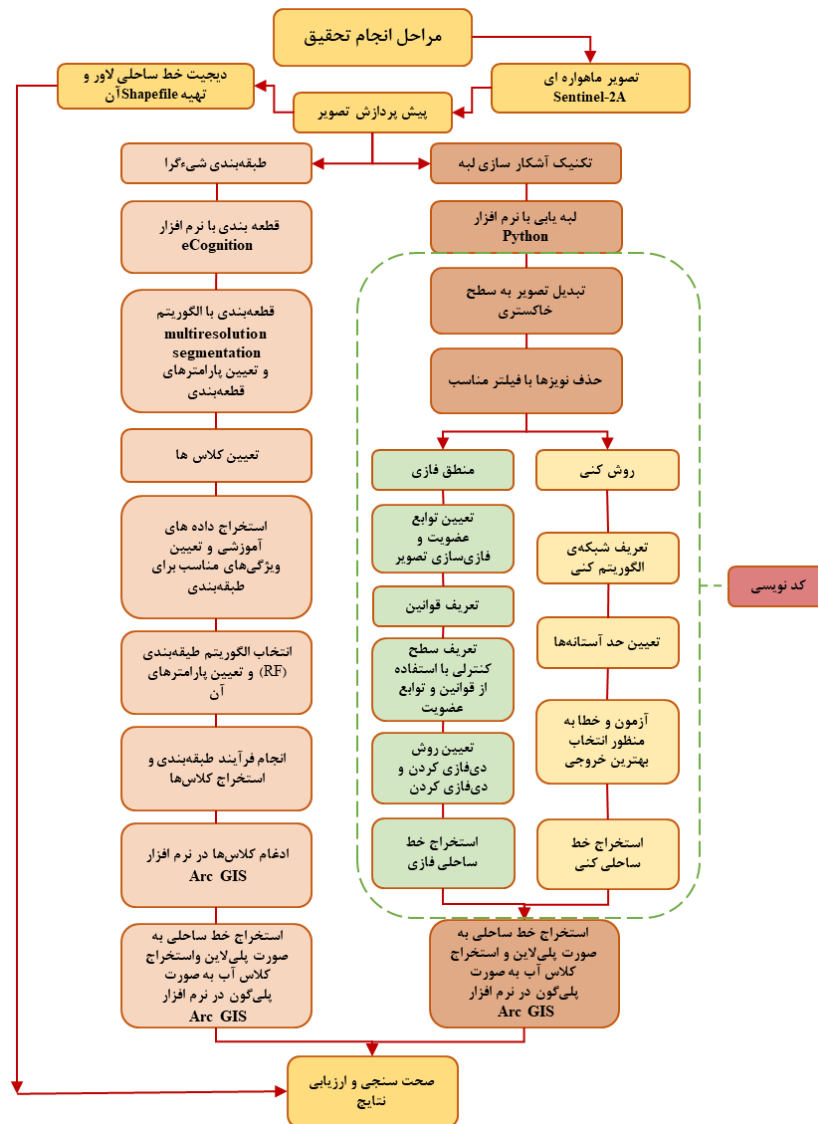 مراحل انجام تحقیق
تصویر ماهواره ای
Sentinel-2A
دیجیت خط ساحلی لاور و
تهیه Shapefile آن
پیش پردازش تصویر
تکنیک آشکار سازی لبه
لبه یابی با نرم افزار
Python
تبدیل تصویر به سطح
خاکستری
حذف نویزها با فیلتر مناسب
روش کنی
تعریف شبکه‌ی
الگوریتم کنی
تعیین حد آستانه‌ها
آزمون و خطا به
منظور انتخاب
بهترین خروجی
استخراج خط
ساحلی کنی
منطق فازی
تعیین توابع
عضویت و
فازی‌سازی تصویر
تعریف قوانین
تعریف سطح
کنترلی با استفاده
از قوانین و توابع
عضویت
تعیین روش
دی‌فازی کردن و
دی‌فازی کردن
استخراج خط
ساحلی فازی
کد نویسی
استخراج خط ساحلی به
صورت پلی‌لاین و استخراج
کلاس آب به صورت
پلی‌گون در نرم افزار
Arc GIS
طبقه‌بندی شیءگرا
قطعه بندی با نرم افزار
eCognition
قطعه‌بندی با الگوریتم
multiresolution
segmentation
و تعیین پارامترهای
قطعه‌بندی
تعیین کلاس ها
استخراج داده های
آموزشی و تعیین
ویژگی‌های مناسب برای
طبقه‌بندی
انتخاب الگوریتم طیقه‌بندی
(RF) و تعیین پارامترهای
آن
انجام فرآیند طبقه‌بندی و
استخراج کلاس‌ها
ادغام کلاس‌ها در نرم افزار
Arc GIS
استخراج خط ساحلی به
صورت پلی‌لاین واستخراج
کلاس آب به صورت
پلی‌گون در نرم افزار
Arc GIS
صحت سنجی و ارزیابی
نتایج